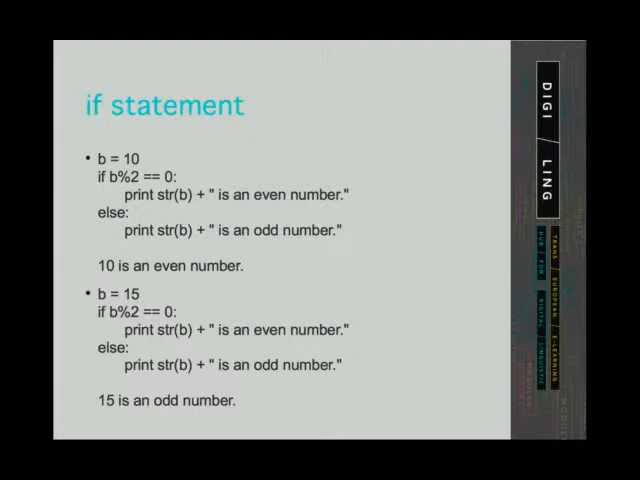 if statement
• b = 10
if b%2 == 0:
print str(b) + " is an even number."
else:
print str(b) + " is an odd number."
10 is an even number.
• b = 15
if b%2 == 0:
print str(b) + " is an even number."
else:
print str(b) + " is an odd number."
15 is an odd number.
DIGI / LING
TRANS / EUROPEAN / E-LEARNING
HUB / FOR / DIGITAL / LINGUISTIC